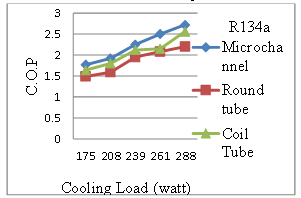 3
2.5
2
1.5
1
0.5
0
C.O.P
175 208 239 261 288
Cooling Load (watt)
R134a
Microcha
nnel
Round
tube
Coil
Tube